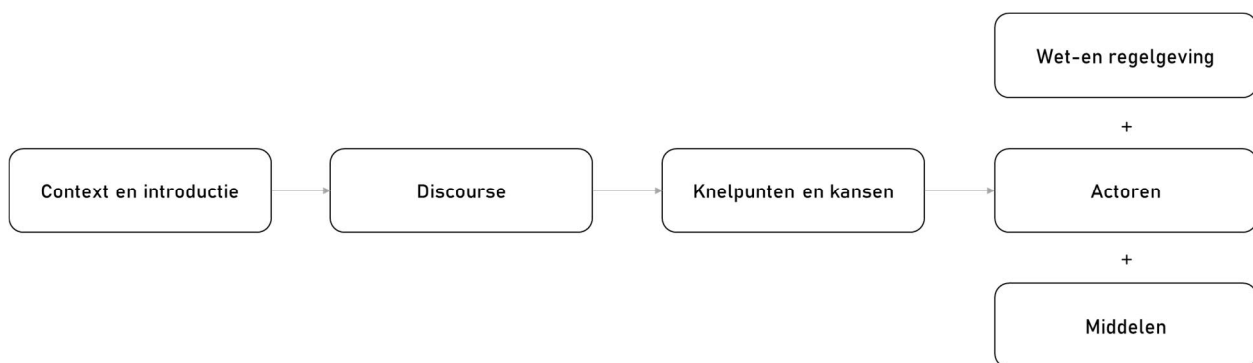 Wet-en regelgeving
+
Context en introductie
Discourse
Knelpunten en kansen
Actoren
+
Middelen